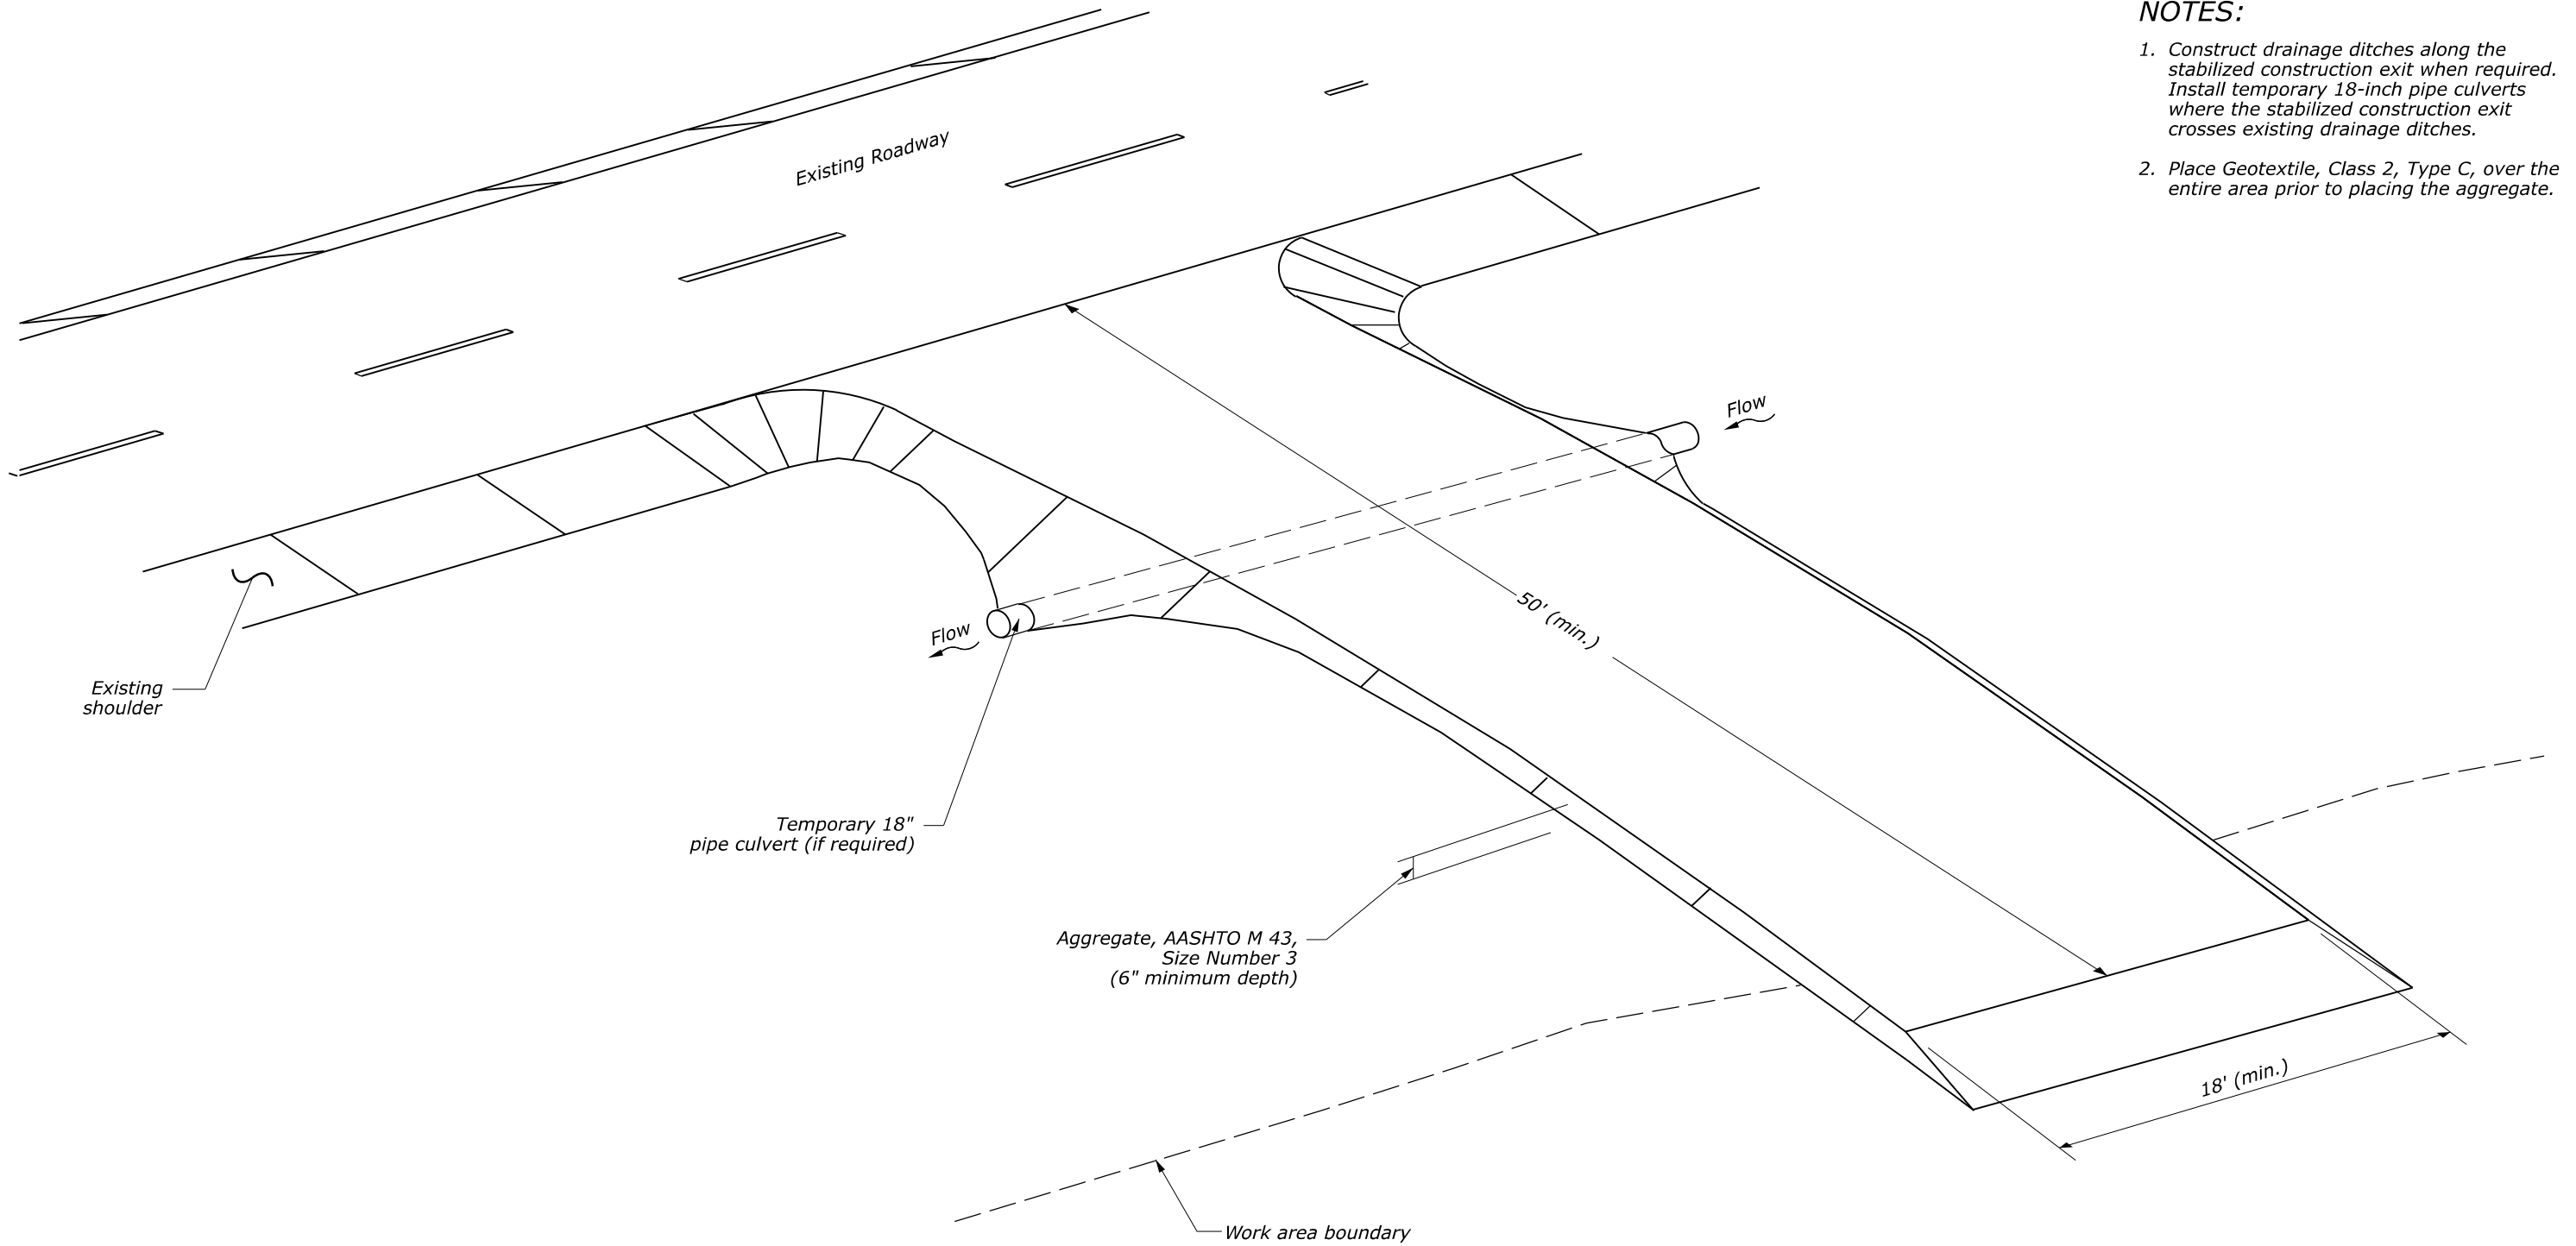 NOTES:
1. Construct drainage ditches along the
stabilized construction exit when required.
Install temporary 18-inch pipe culverts
where the stabilized construction exit
crosses existing drainage ditches.
2. Place Geotextile, Class 2, Type C, over the
entire area prior to placing the aggregate.
Existing Roadway
Flow
50' (min.)
Flow
Existing
shoulder
Temporary 18"
pipe culvert (if required)
Aggregate, AASHTO M 43,
Size Number 3
(6" minimum depth)
18' (min.)
Work area boundary